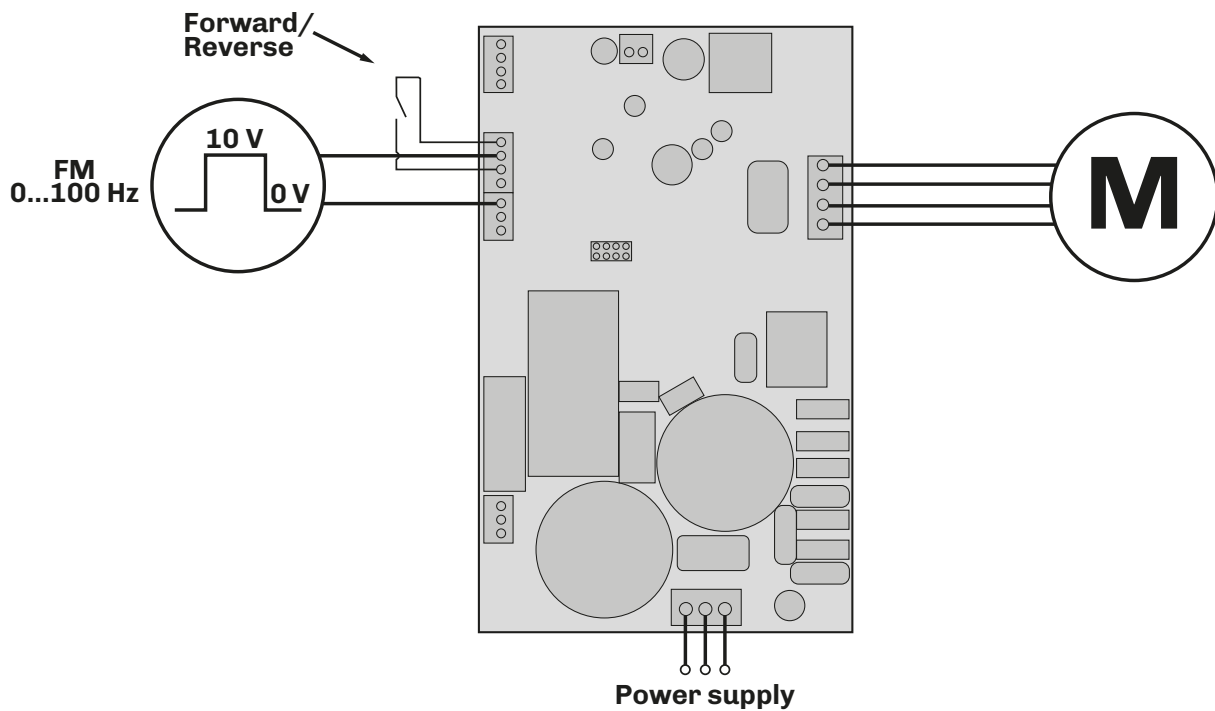 Forward/
Reverse
10 V
0 V
FM
0...100 Hz
M
Power supply